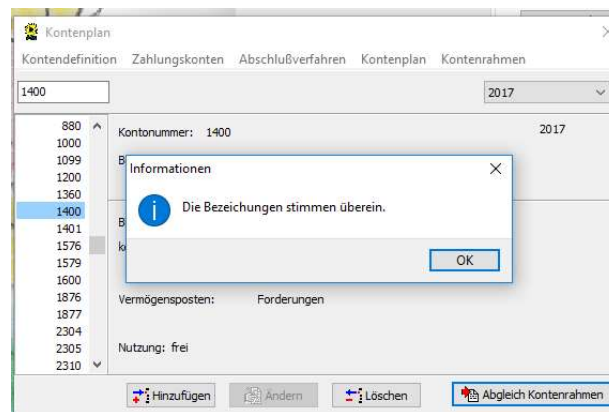 Kontenplan
Kontendefinition Zahlungskonten Abschlußverfahren Kontenplan Kontenrahmen
1400 2017
880
1000
1099
1200
1360
1400
1401
1576
1579
1600
1876
1877
2304
2305
2310
Kontonummer: 1400 2017
Informationen
Die Bezeichungen stimmen überein.
OK
Vermögensposten: Forderungen
Nutzung: frei
Hinzufügen Ändern Löschen Abgleich Kontenrahmen